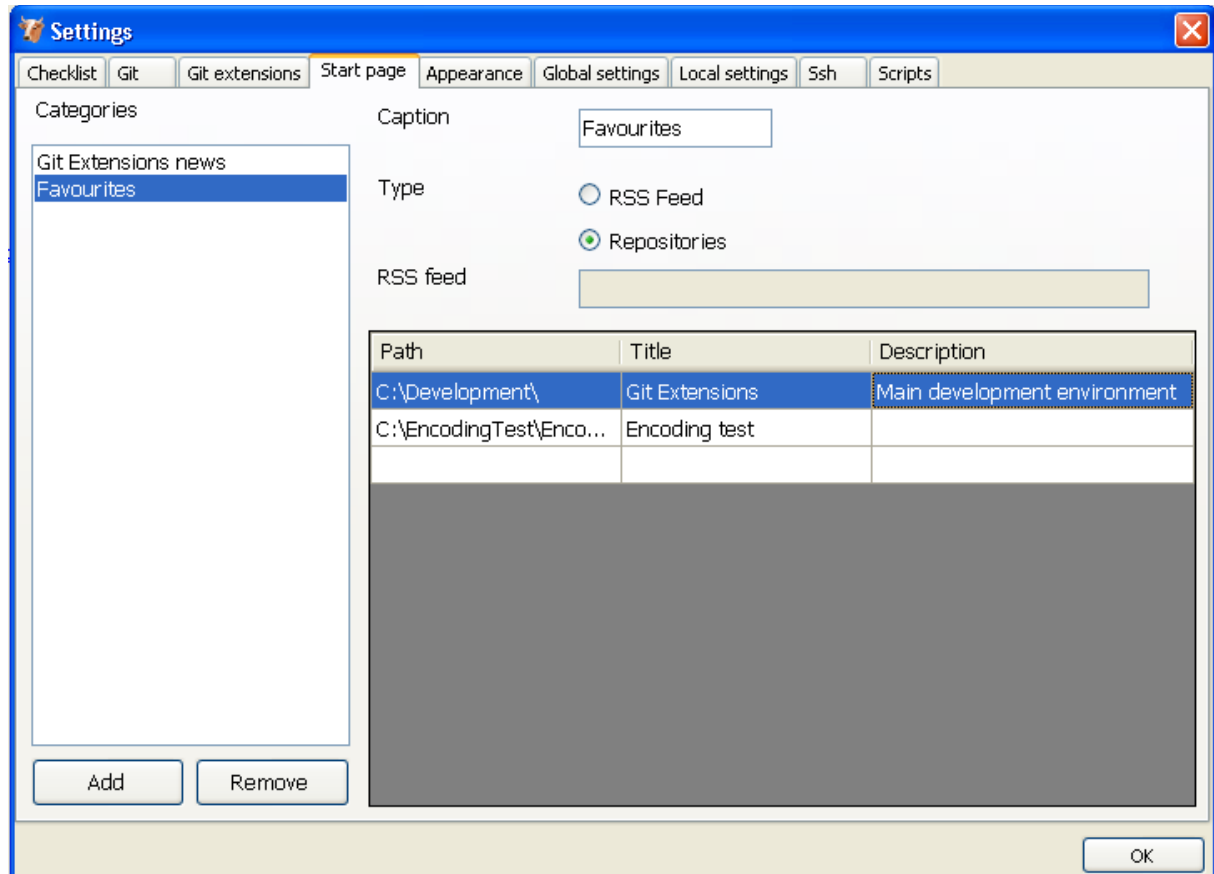 Settings
Checklist Git Git extensions Start page Appearance Global settings Local settings Ssh Scripts
Categories
Git Extensions news
Favourites
Add Remove
Caption Favourites
Type RSS Feed
Repositories
RSS feed
Path Title Description
C:\Development\ Git Extensions Main development environment
C:\EncodingTest\Enco... Encoding test
OK